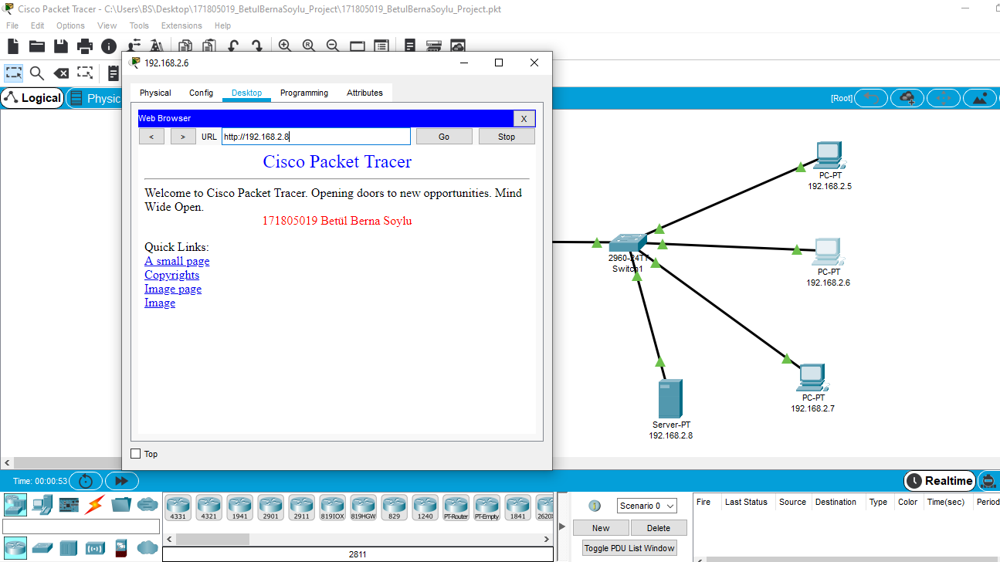 Cisco Packet Tracer - C:\Users\BS\Desktop\171805019_BetulBernaSoylu_Project\171805019_BetulBernaSoylu_Project.pkt
File Edit Options View Tools Extensions Help
192.168.2.6
Logical
Physic
[Root]
Physical Config Desktop Programming Attributes
Web Browser
X
< > URL http://192.168.2.8 Go Stop
Cisco Packet Tracer
Welcome to Cisco Packet Tracer. Opening doors to new opportunities. Mind
Wide Open.
171805019 Betül Berna Soylu
Quick Links:
A small page
Copyrights
Image page
Image
Top
PC-PT
192.168.2.5
2960-24TT
Switch1
PC-PT
192.168.2.6
PC-PT
192.168.2.7
Server-PT
192.168.2.8
Time: 00:00:53
Realtime
4331 4321 1941 2901 2911 819IOX 819HGW 829 1240 PT-Router PT-Empty 1841 2620X
2811
Scenario 0
New Delete
Toggle PDU List Window
Fire Last Status Source Destination Type Color Time(sec) Period